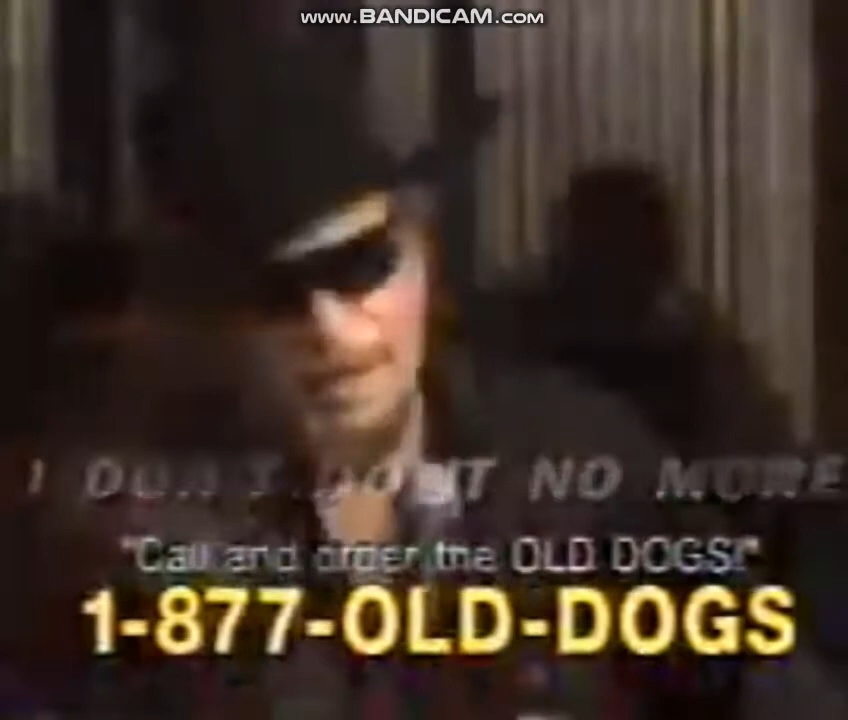 www.BANDICAM.com
I DON'T DO IT NO MORE
"Call and order the OLD DOGS!"
1-877-OLD-DOGS